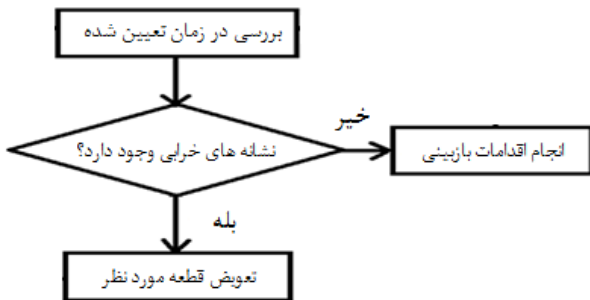 بررسی در زمان تعیین شده
نشانه های خرابی وجود دارد؟
خیر
انجام اقدامات بازبینی
بله
تعویض قطعه مورد نظر